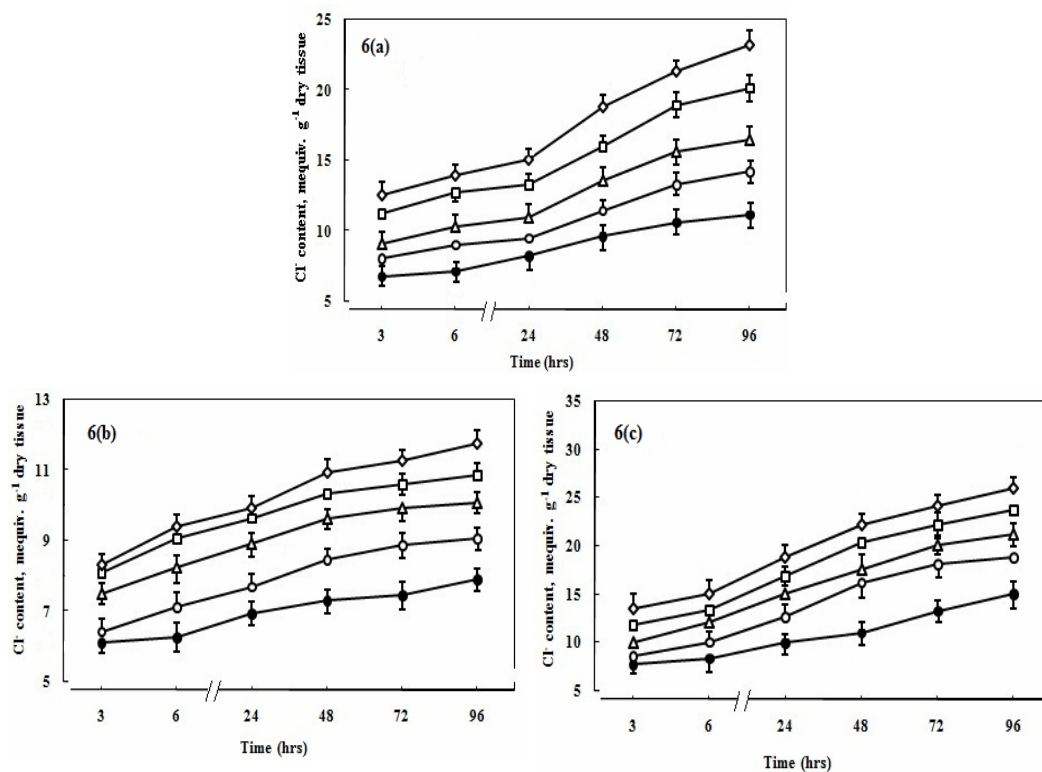 6(a)
Cl⁻ content, mequiv. g⁻¹ dry tissue
25
20
15
10
5
3 6 24 48 72 96
Time (hrs)
6(b)
Cl⁻ content, mequiv. g⁻¹ dry tissue
13
11
9
7
5
3 6 24 48 72 96
Time (hrs)
6(c)
Cl⁻ content, mequiv. g⁻¹ dry tissue
35
30
25
20
15
10
5
3 6 24 48 72 96
Time (hrs)